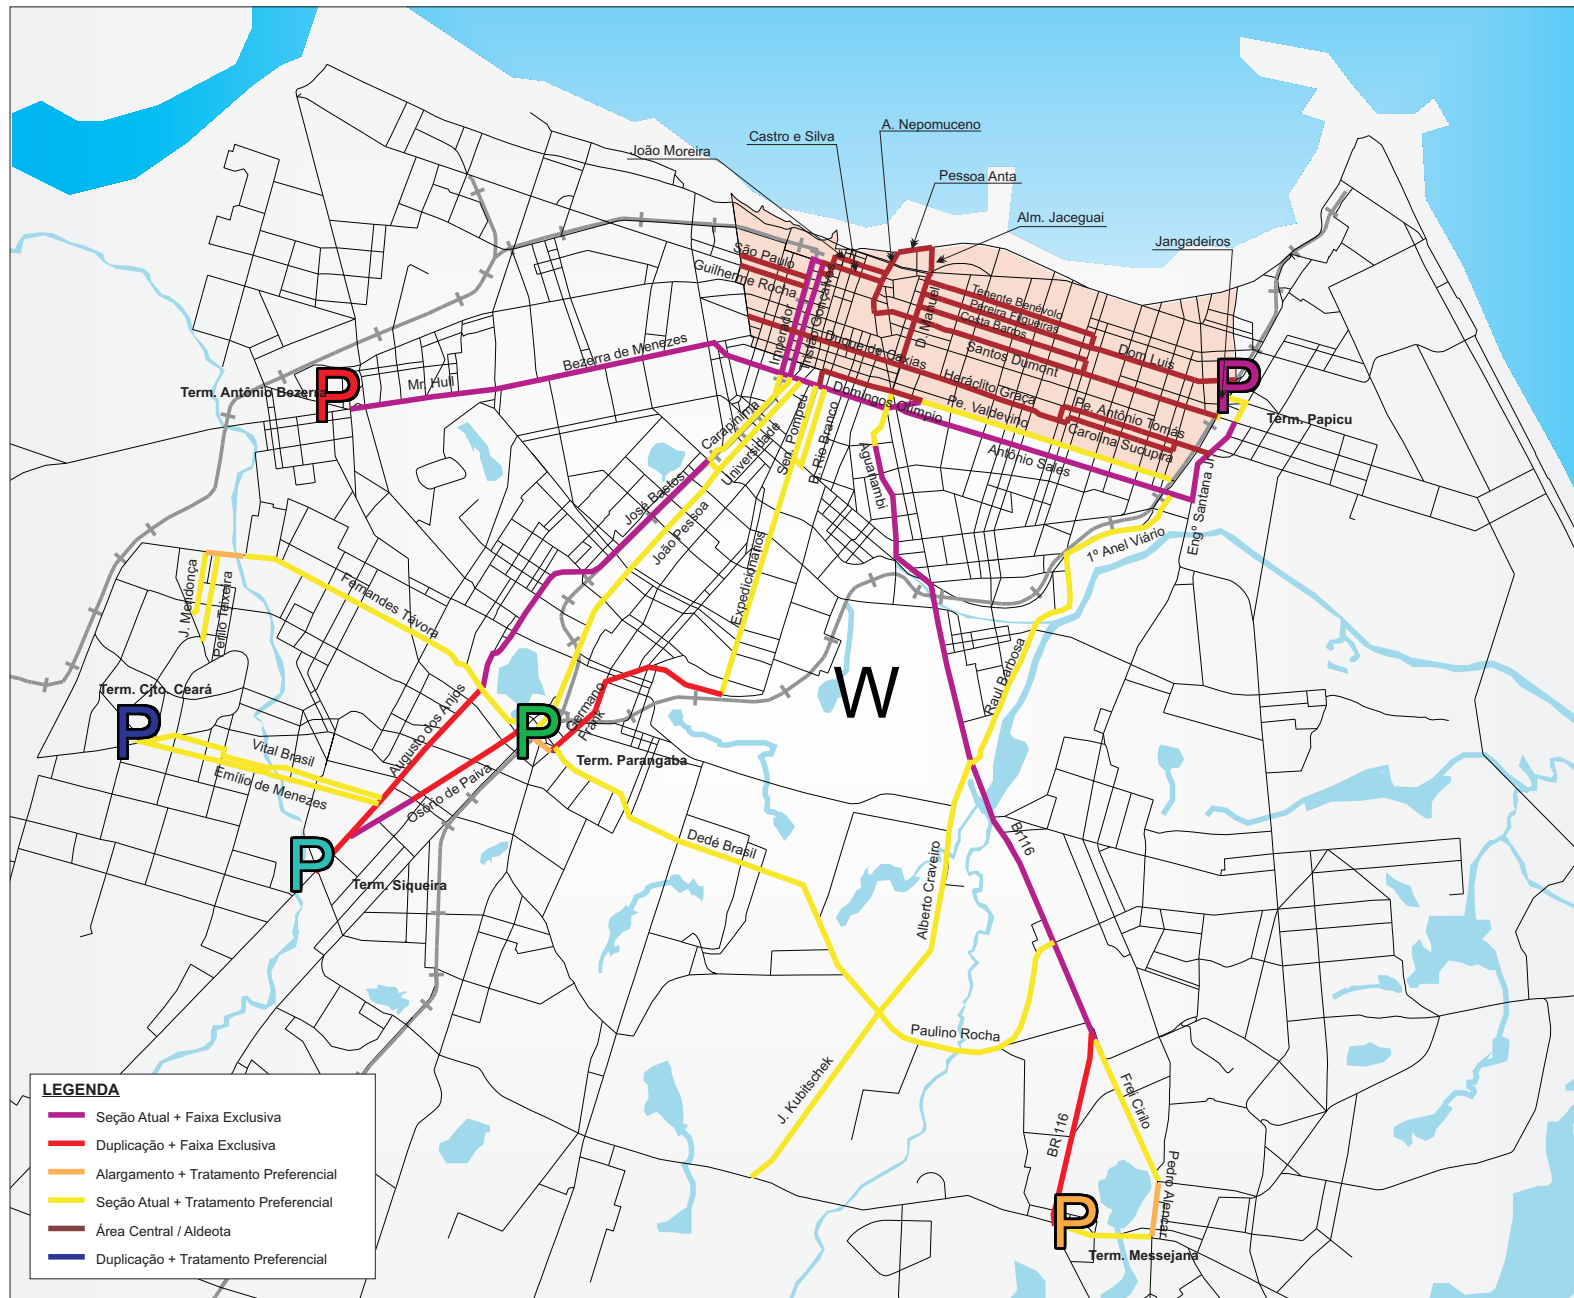 A. Nepomuceno
Castro e Silva
João Moreira
Pessoa Anta
Alm. Jaceguai
Jangadeiros
São Paulo
Guilherme Rocha
Imperador
Tristão Gonçalves
D. Manuel
Tenente Benévolo
Pereira Filgueiras
Costa Barros
Santos Dumont
Dom Luis
Duque de Caxias
Heráclito Graça
Bezerra de Menezes
Mr. Hull
P
Term. Antônio Bezerra
P
Term. Papicu
Domingos Olímpio
Pe. Valdevino
Pe. Antônio Tomás
Carolina Sucupira
Antônio Sales
Carapinima
Universidade
Sen. Pompeu
B. Rio Branco
Aguanambi
José Bastos
João Pessoa
Expedicionários
Engº Santana Jr.
1º Anel Viário
J. Mendonça
Perilo Teixeira
Fernandes Távora
Raul Barbosa
W
Term. Cjto. Ceará
P
Augusto dos Anjos
Germano
Frank
P
Term. Parangaba
Vital Brasil
Emílio de Menezes
Osório de Paiva
P
Term. Siqueira
Dedé Brasil
Alberto Craveiro
Br116
Paulino Rocha
J. Kubitschek
Frei Cirilo
BR 116
Pedro Alencar
P
Term. Messejana
LEGENDA
Seção Atual + Faixa Exclusiva
Duplicação + Faixa Exclusiva
Alargamento + Tratamento Preferencial
Seção Atual + Tratamento Preferencial
Área Central / Aldeota
Duplicação + Tratamento Preferencial